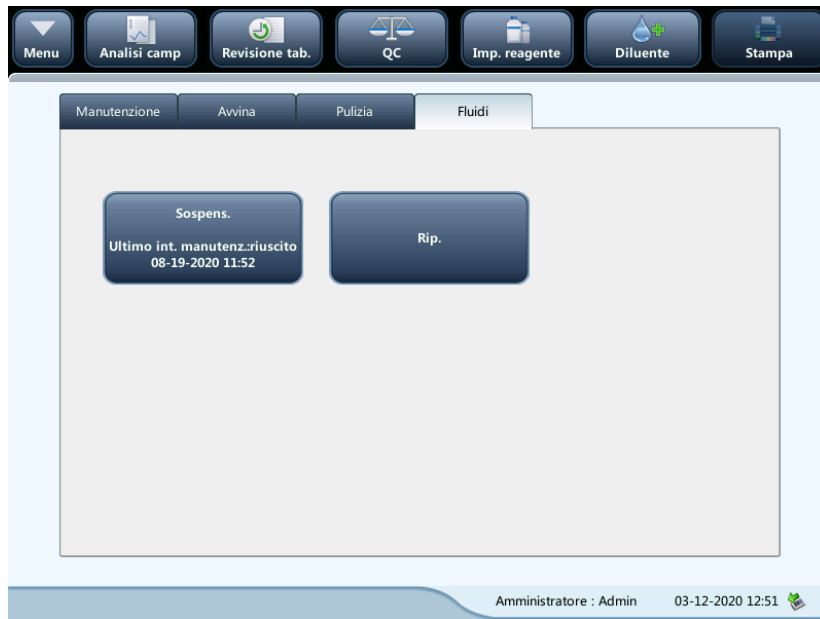 Menu
Analisi camp
Revisione tab.
QC
Imp. reagente
Diluente
Stampa
Manutenzione
Avvina
Pulizia
Fluidi
Sospens.
Ultimo int. manutenz.:riuscito
08-19-2020 11:52
Rip.
Amministratore : Admin
03-12-2020 12:51